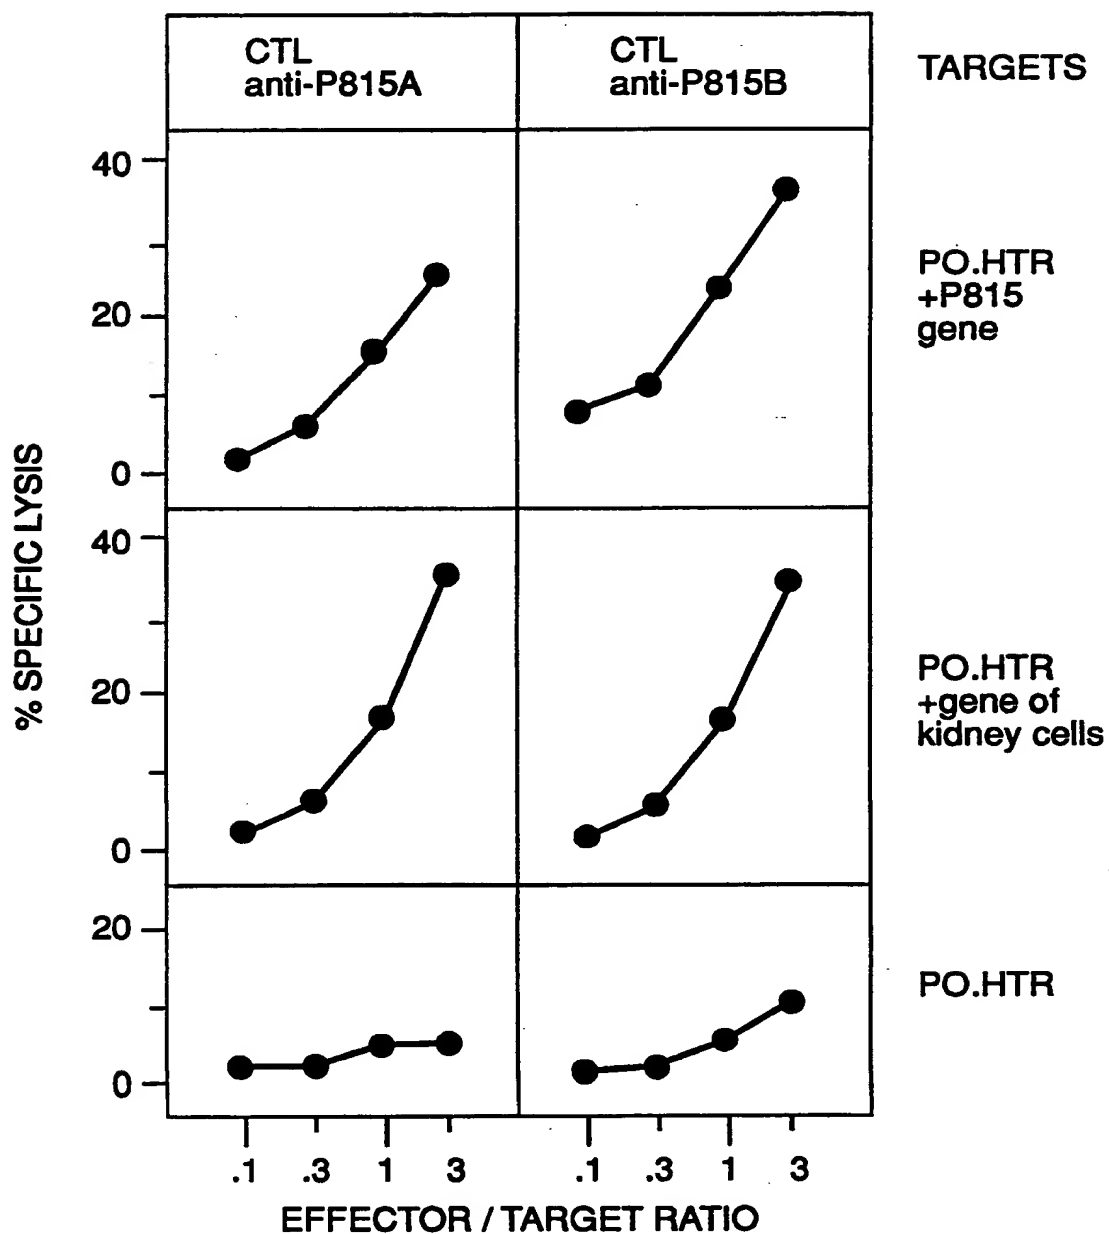 CTL
anti-P815A
CTL
anti-P815B
TARGETS
40
20
0
PO.HTR
+P815
gene
% SPECIFIC LYSIS
40
20
0
PO.HTR
+gene of
kidney cells
20
0
PO.HTR
.1 .3 1 3 .1 .3 1 3
EFFECTOR / TARGET RATIO